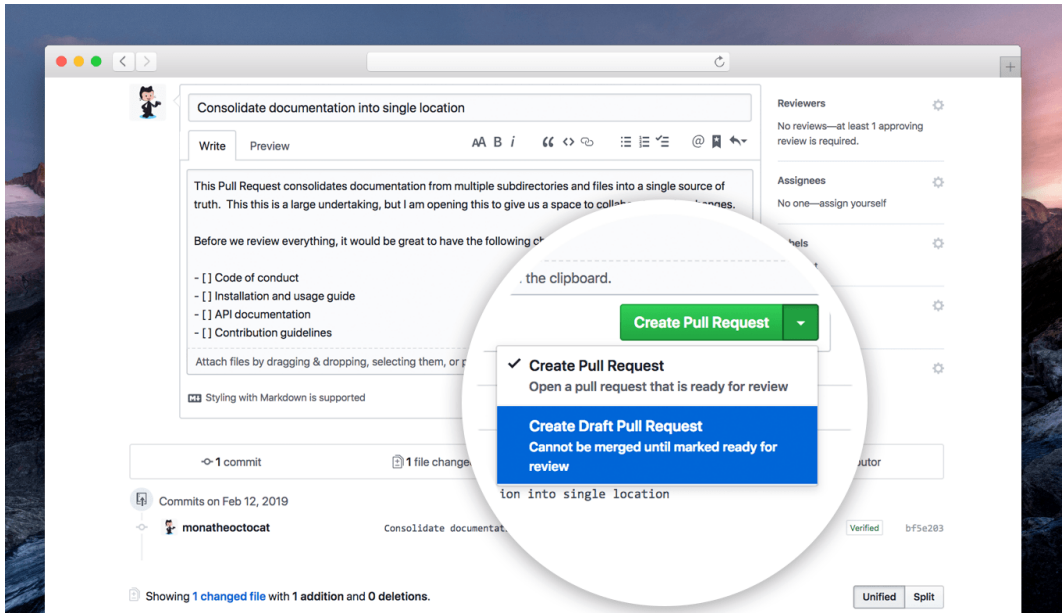 Consolidate documentation into single location
Write Preview AA B i
This Pull Request consolidates documentation from multiple subdirectories and files into a single source of
truth. This this is a large undertaking, but I am opening this to give us a space to
Before we review everything, it would be great to have the following
- [ ] Code of conduct
- [ ] Installation and usage guide
- [ ] API documentation
- [ ] Contribution guidelines
Attach files by dragging & dropping, selecting them, or
Styling with Markdown is supported
Reviewers
No reviews—at least 1 approving
review is required.
Assignees
No one—assign yourself
the clipboard.
Create Pull Request
✓ Create Pull Request
Open a pull request that is ready for review
Create Draft Pull Request
Cannot be merged until marked ready for
review
into single location
1 commit
1 file
Commits on Feb 12, 2019
monatheoctocat
Consolidate
Verified bf5e203
Showing 1 changed file with 1 addition and 0 deletions.
Unified Split